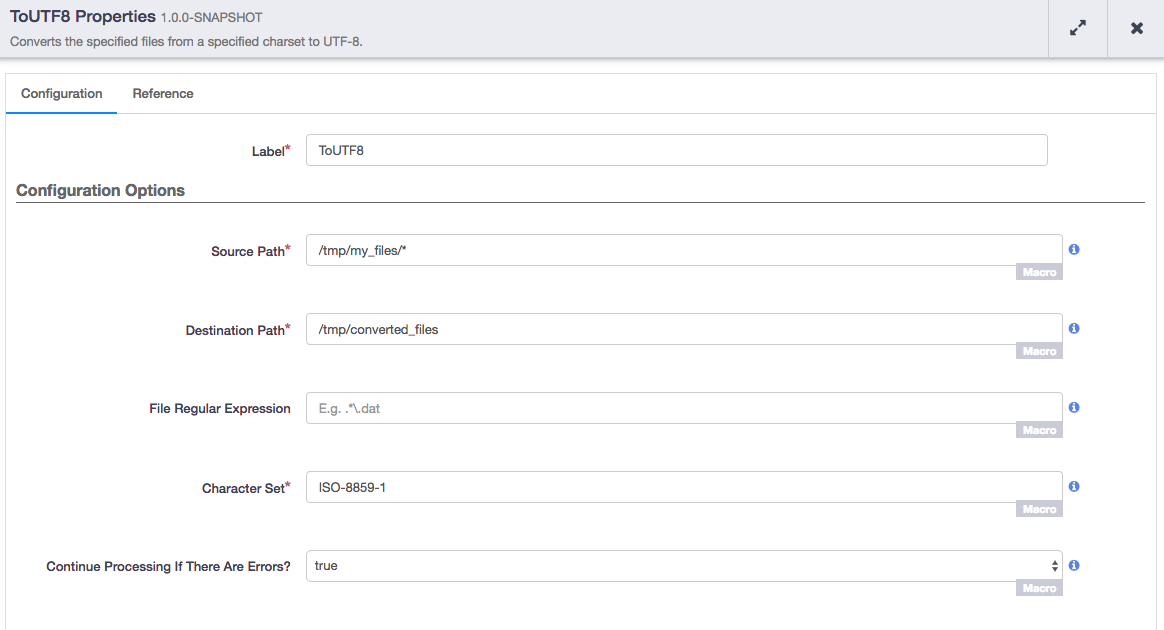 ToUTF8 Properties 1.0.0-SNAPSHOT
Converts the specified files from a specified charset to UTF-8.
Configuration Reference
Label* ToUTF8
Configuration Options
Source Path* /tmp/my_files/*
Macro
Destination Path* /tmp/converted_files
Macro
File Regular Expression E.g. .*\.dat
Macro
Character Set* ISO-8859-1
Macro
Continue Processing If There Are Errors? true
Macro